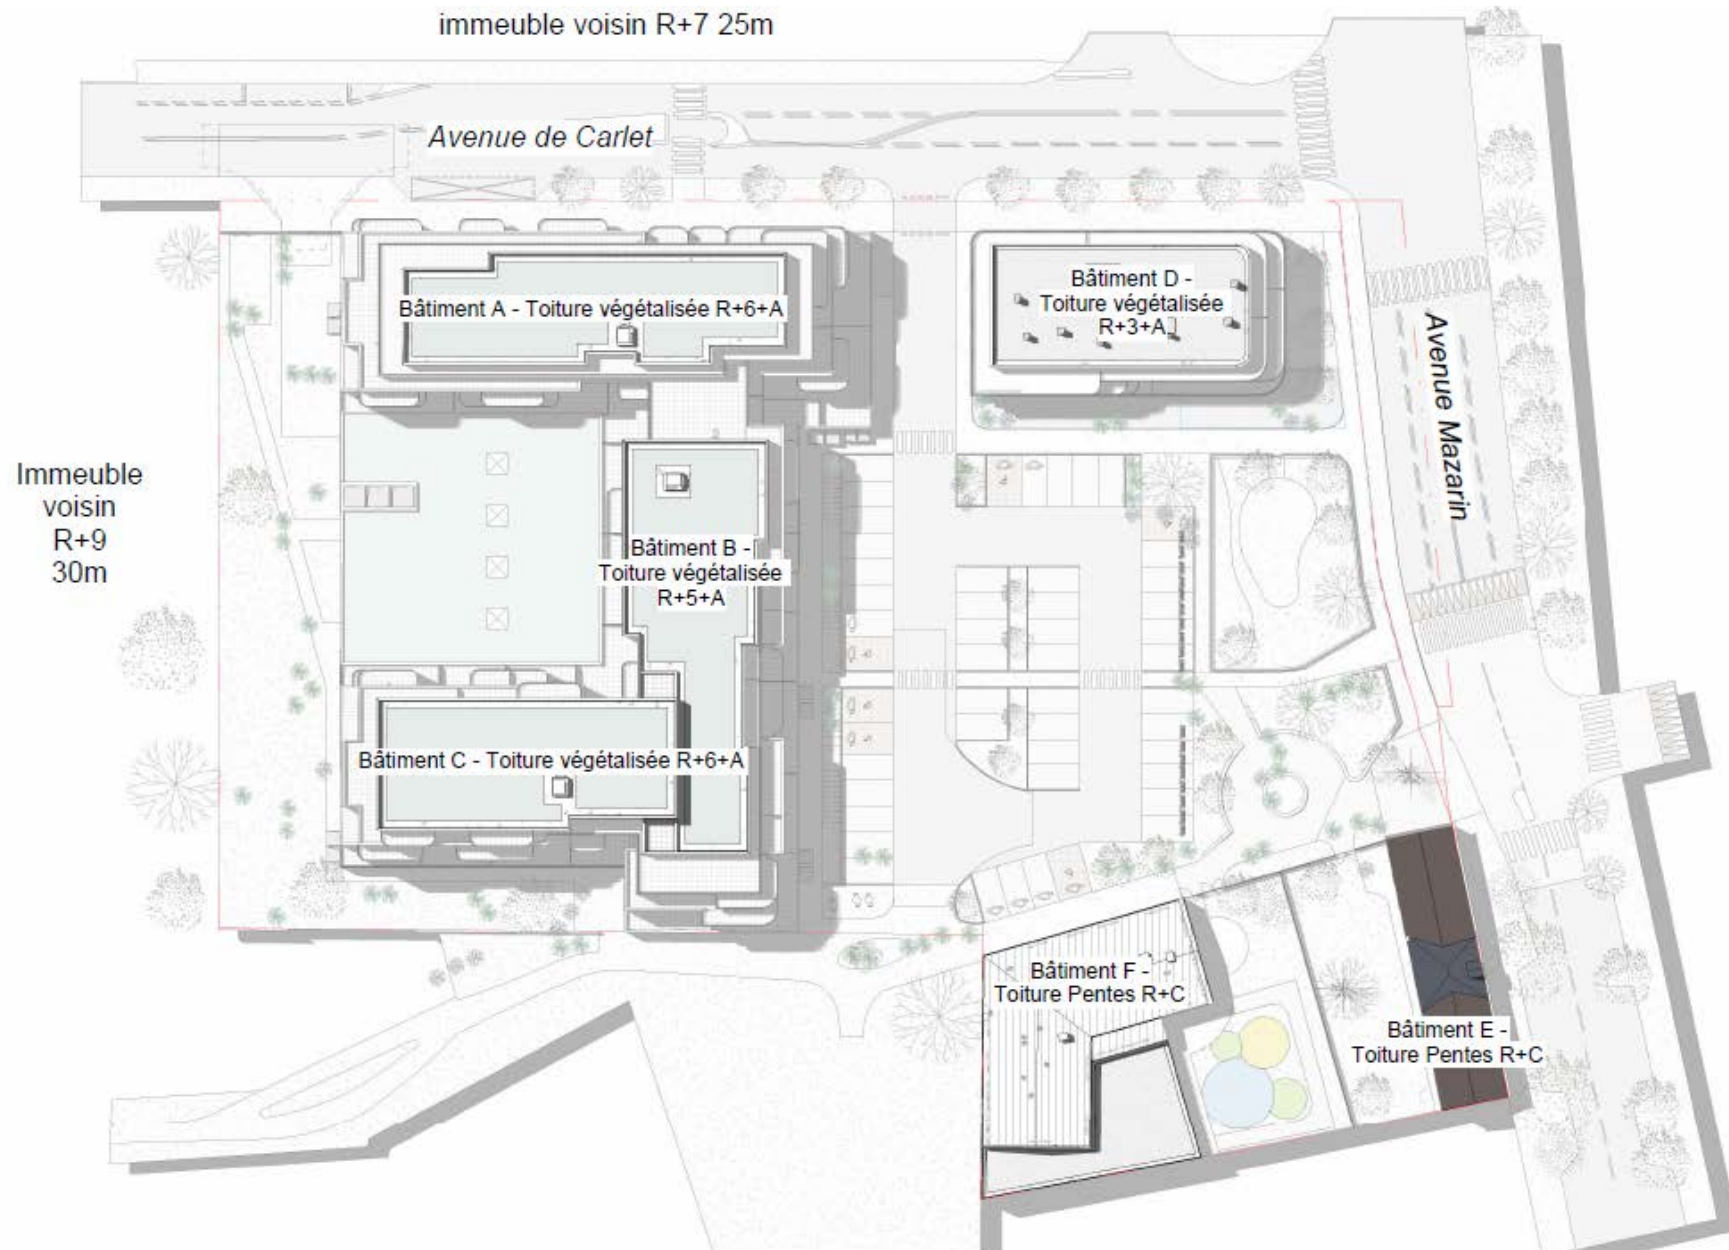 immeuble voisin R+7 25m
Avenue de Carlet
Bâtiment A - Toiture végétalisée R+6+A
Bâtiment D -
Toiture végétalisée
R+3+A
Avenue Mazarin
Immeuble
voisin
R+9
30m
Bâtiment B -
Toiture végétalisée
R+5+A
Bâtiment C - Toiture végétalisée R+6+A
Bâtiment F -
Toiture Pentes R+C
Bâtiment E -
Toiture Pentes R+C